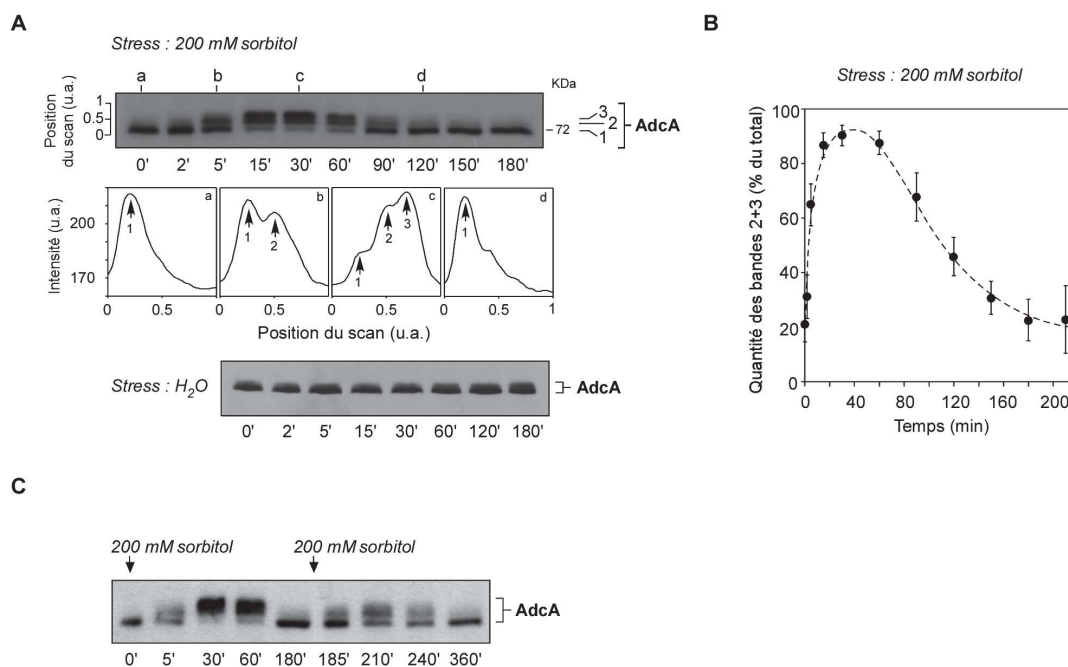 A
Stress : 200 mM sorbitol
a b c d
KDa
Position
du scan (u.a.)
1
0.5
0
72
3
2
1
AdcA
0' 2' 5' 15' 30' 60' 90' 120' 150' 180'
Intensité (u.a.)
200
170
a
1
b
1
2
c
1
2
3
d
1
0 0.5 0 0.5 0 0.5 0 0.5 1
Position du scan (u.a.)
Stress : H₂O
AdcA
0' 2' 5' 15' 30' 60' 120' 180'
B
Stress : 200 mM sorbitol
Quantité des bandes 2+3 (% du total)
100
80
60
40
20
0
0 40 80 120 160 200
Temps (min)
C
200 mM sorbitol 200 mM sorbitol
AdcA
0' 5' 30' 60' 180' 185' 210' 240' 360'